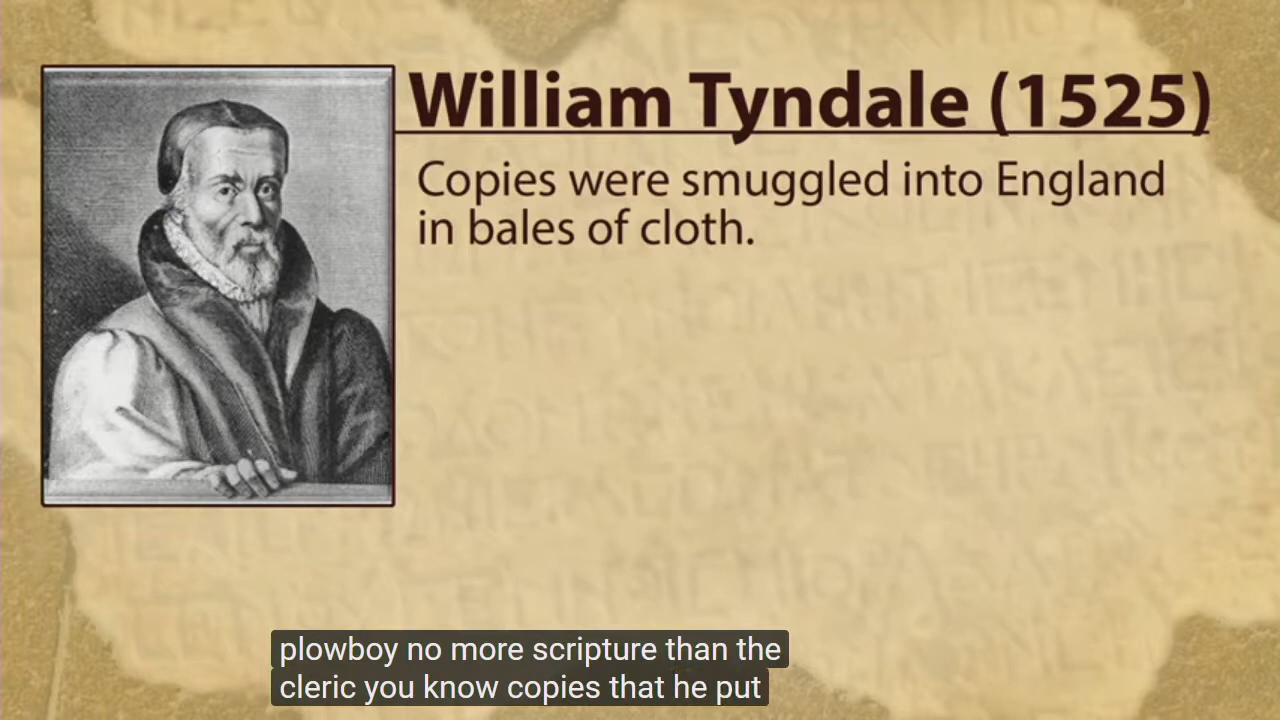 William Tyndale (1525)
Copies were smuggled into England
in bales of cloth.
plowboy no more scripture than the
cleric you know copies that he put